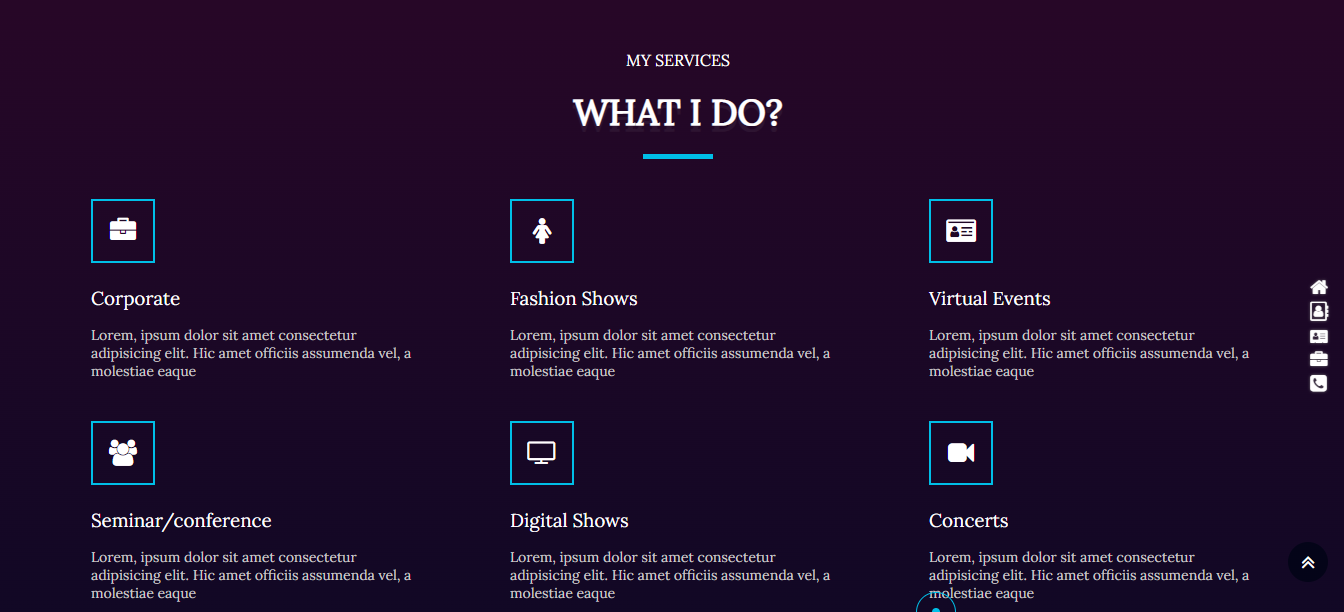 MY SERVICES
WHAT I DO?
Corporate
Lorem, ipsum dolor sit amet consectetur
adipisicing elit. Hic amet officiis assumenda vel, a
molestiae eaque
Fashion Shows
Lorem, ipsum dolor sit amet consectetur
adipisicing elit. Hic amet officiis assumenda vel, a
molestiae eaque
Virtual Events
Lorem, ipsum dolor sit amet consectetur
adipisicing elit. Hic amet officiis assumenda vel, a
molestiae eaque
Seminar/conference
Lorem, ipsum dolor sit amet consectetur
adipisicing elit. Hic amet officiis assumenda vel, a
molestiae eaque
Digital Shows
Lorem, ipsum dolor sit amet consectetur
adipisicing elit. Hic amet officiis assumenda vel, a
molestiae eaque
Concerts
Lorem, ipsum dolor sit amet consectetur
adipisicing elit. Hic amet officiis assumenda vel, a
molestiae eaque